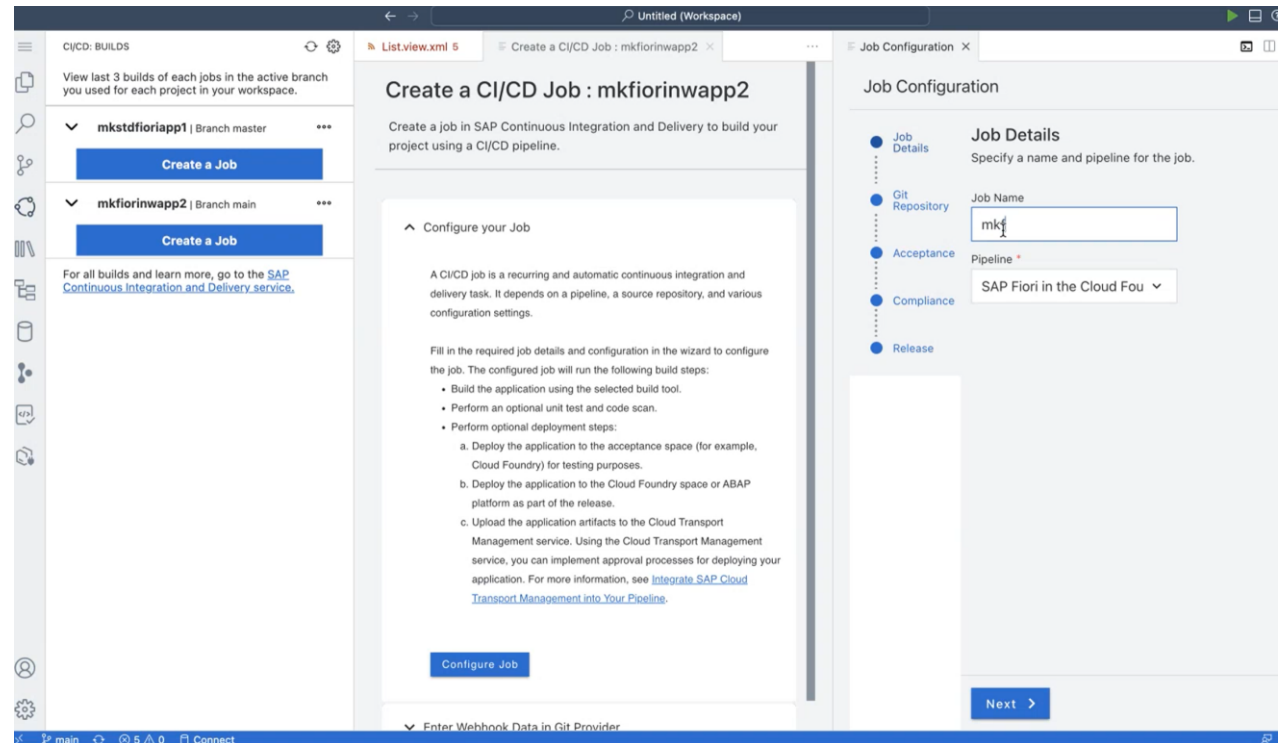 Untitled (Workspace)
CI/CD: BUILDS
View last 3 builds of each jobs in the active branch
you used for each project in your workspace.
mkstdfioriapp1 | Branch master
Create a Job
mkfiorinwapp2 | Branch main
Create a Job
For all builds and learn more, go to the SAP
Continuous Integration and Delivery service.
List.view.xml 5
Create a CI/CD Job : mkfiorinwapp2
Create a CI/CD Job : mkfiorinwapp2
Create a job in SAP Continuous Integration and Delivery to build your
project using a CI/CD pipeline.
Configure your Job
A CI/CD job is a recurring and automatic continuous integration and
delivery task. It depends on a pipeline, a source repository, and various
configuration settings.
Fill in the required job details and configuration in the wizard to configure
the job. The configured job will run the following build steps:
• Build the application using the selected build tool.
• Perform an optional unit test and code scan.
• Perform optional deployment steps:
a. Deploy the application to the acceptance space (for example,
Cloud Foundry) for testing purposes.
b. Deploy the application to the Cloud Foundry space or ABAP
platform as part of the release.
c. Upload the application artifacts to the Cloud Transport
Management service. Using the Cloud Transport Management
service, you can implement approval processes for deploying your
application. For more information, see Integrate SAP Cloud
Transport Management into Your Pipeline.
Configure Job
Enter Webhook Data in Git Provider
Job Configuration
Job Configuration
Job
Details
Git
Repository
Acceptance
Compliance
Release
Job Details
Specify a name and pipeline for the job.
Job Name
mkf
Pipeline *
SAP Fiori in the Cloud Fou
Next
main 5 0 Connect